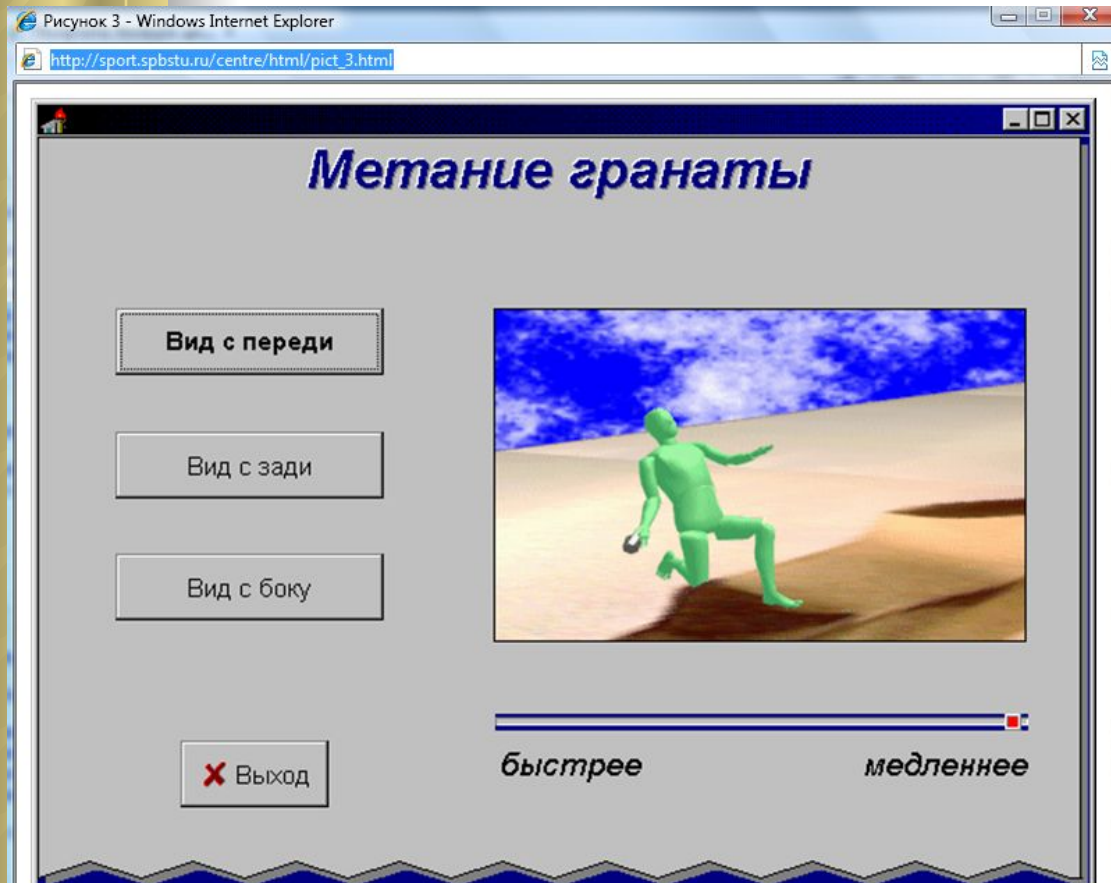 Рисунок 3 - Windows Internet Explorer
http://sport.spbstu.ru/centre/html/pict_3.html
Метание гранаты
Вид с переди
Вид с зади
Вид с боку
Выход
быстрее медленнее